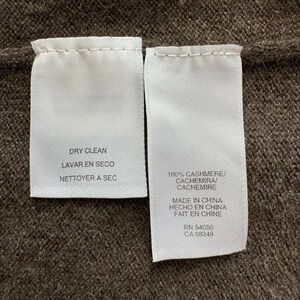 DRY CLEAN
LAVAR EN SECO
NETTOYER A SEC
100% CASHMERE/
CACHEMIRA/
CACHEMIRE
MADE IN CHINA
HECHO EN CHINA
FAIT EN CHINE
RN 54050
CA 08349